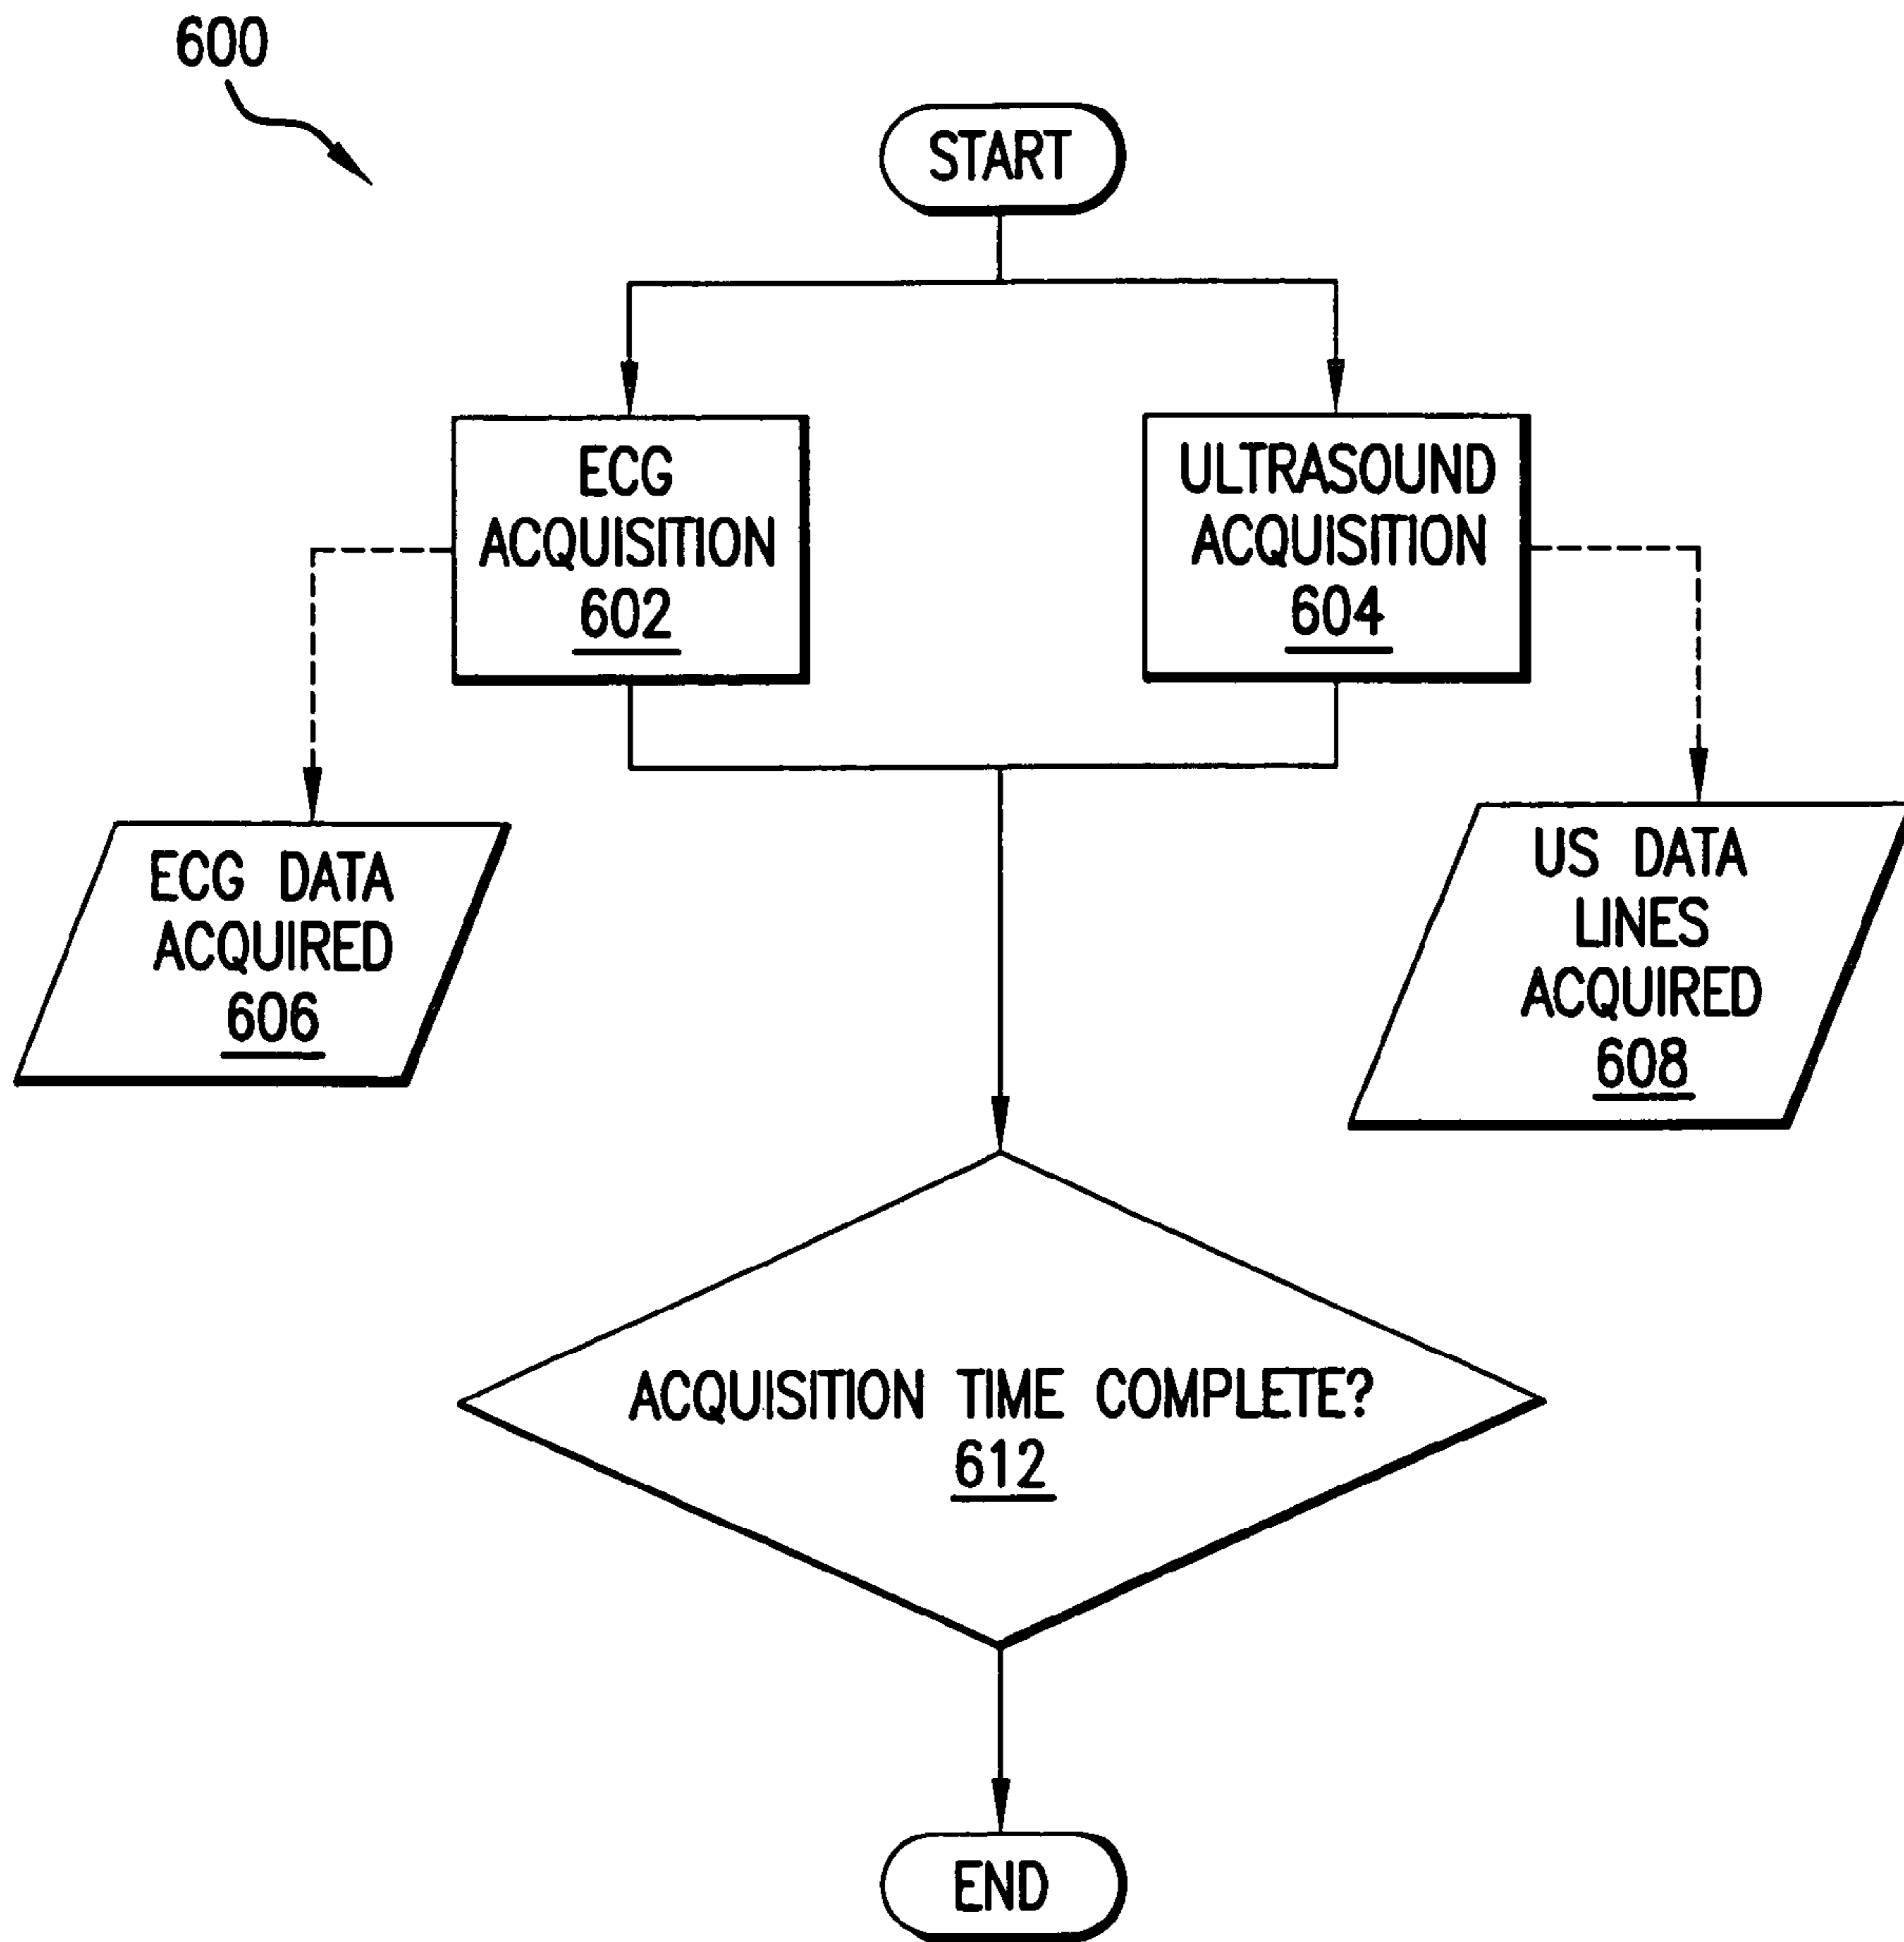 600
START
ECG
ACQUISITION
602
ULTRASOUND
ACQUISITION
604
ECG DATA
ACQUIRED
606
US DATA
LINES
ACQUIRED
608
ACQUISITION TIME COMPLETE?
612
END